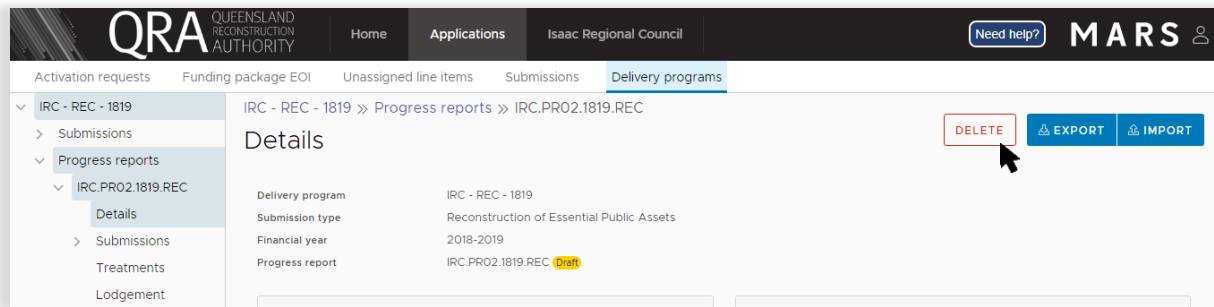 QRA QUEENSLAND RECONSTRUCTION AUTHORITY
Home Applications Isaac Regional Council Need help? MARS
Activation requests Funding package EOI Unassigned line items Submissions Delivery programs
IRC - REC - 1819
Submissions
Progress reports
IRC.PR02.1819.REC
Details
Submissions
Treatments
Lodgement
IRC - REC - 1819 » Progress reports » IRC.PR02.1819.REC
Details
DELETE EXPORT IMPORT
Delivery program IRC - REC - 1819
Submission type Reconstruction of Essential Public Assets
Financial year 2018-2019
Progress report IRC.PR02.1819.REC Draft